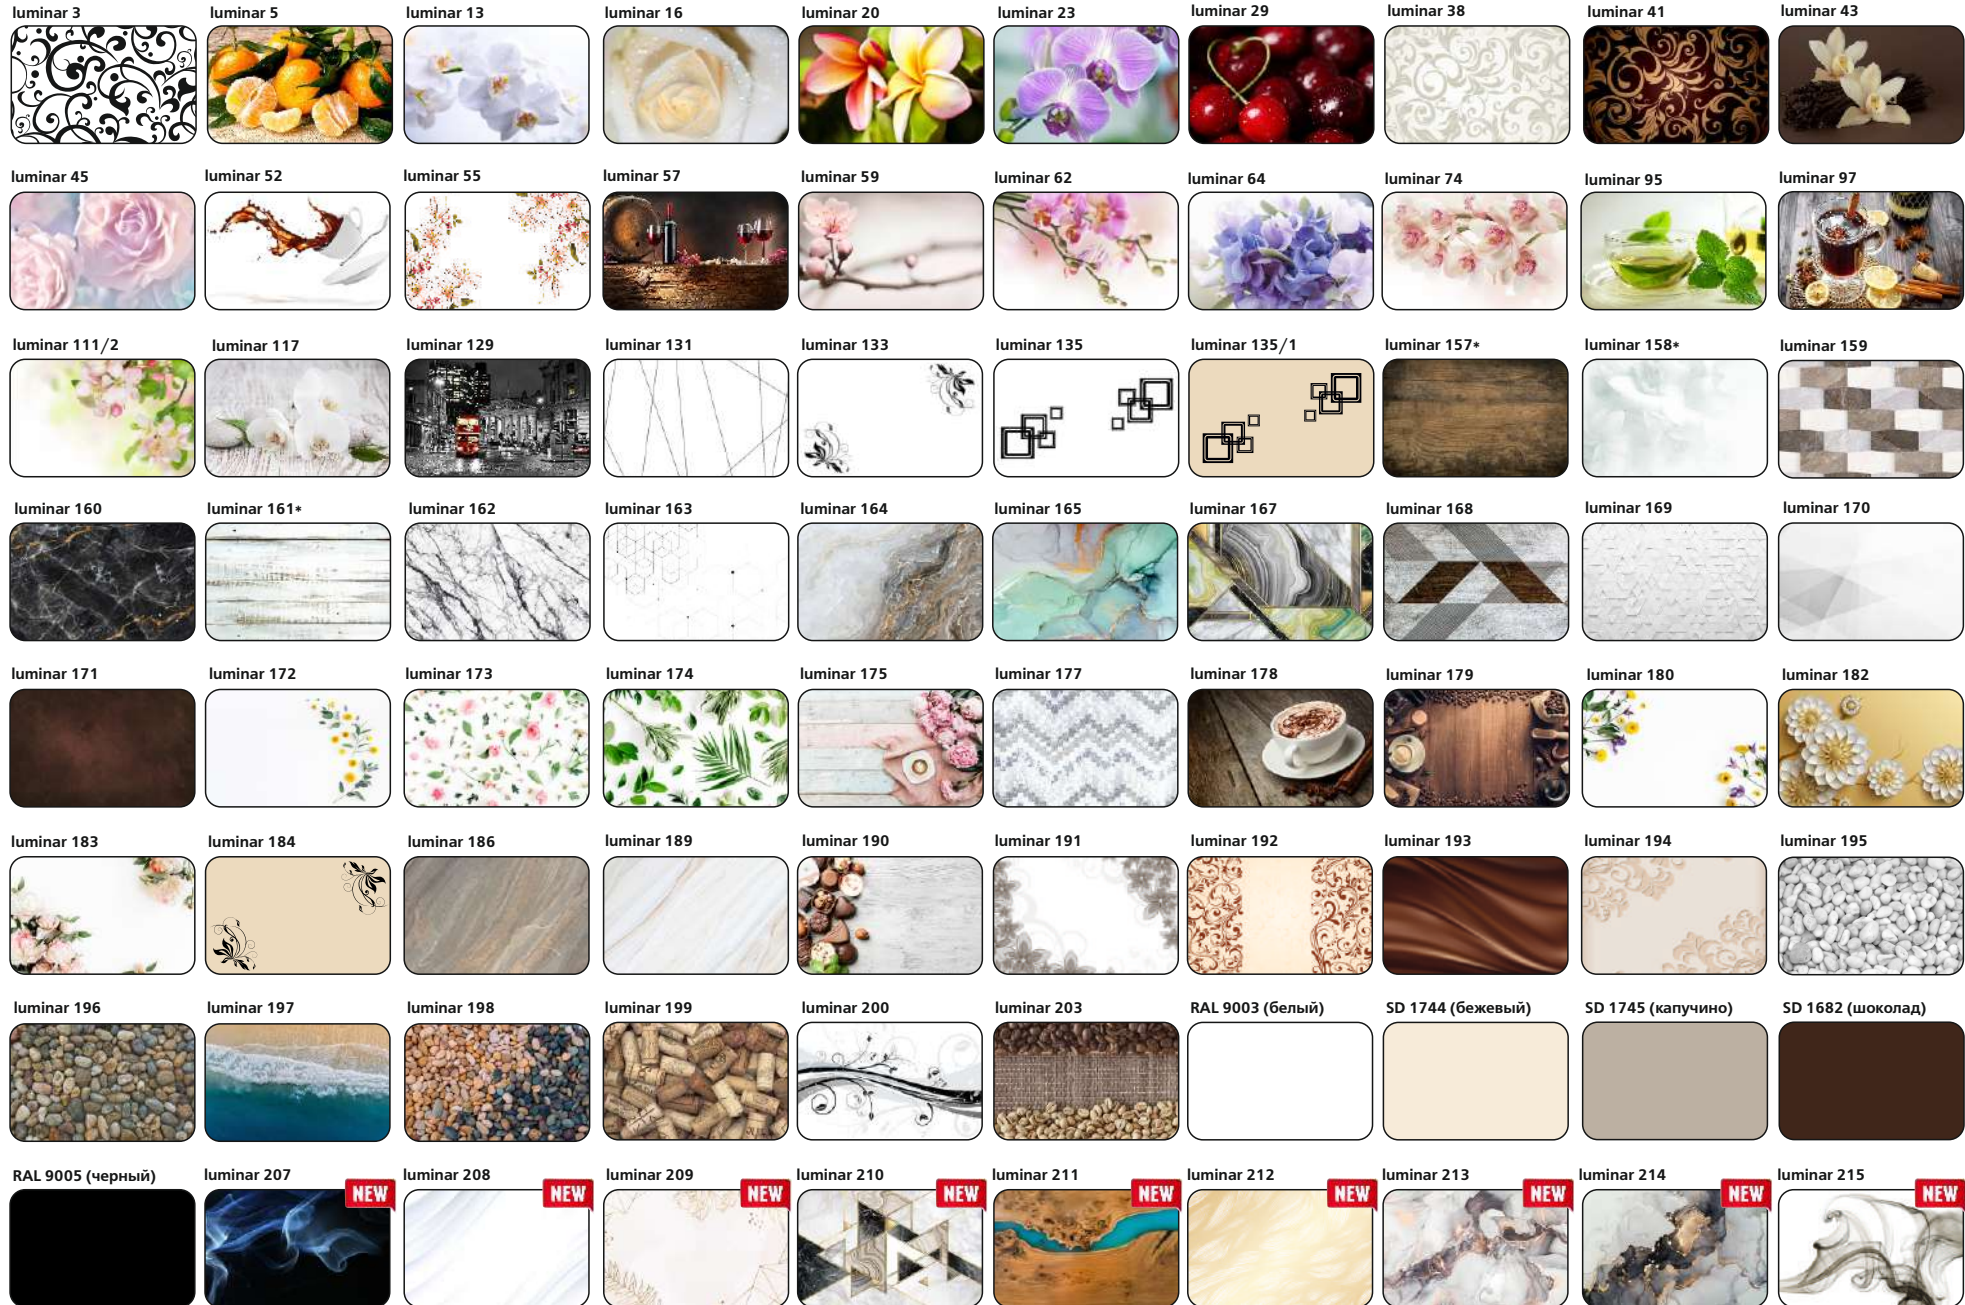 luminar 3
luminar 5
luminar 13
luminar 16
luminar 20
luminar 23
luminar 29
luminar 38
luminar 41
luminar 43
luminar 45
luminar 52
luminar 55
luminar 57
luminar 59
luminar 62
luminar 64
luminar 74
luminar 95
luminar 97
luminar 111/2
luminar 117
luminar 129
luminar 131
luminar 133
luminar 135
luminar 135/1
luminar 157*
luminar 158*
luminar 159
luminar 160
luminar 161*
luminar 162
luminar 163
luminar 164
luminar 165
luminar 167
luminar 168
luminar 169
luminar 170
luminar 171
luminar 172
luminar 173
luminar 174
luminar 175
luminar 177
luminar 178
luminar 179
luminar 180
luminar 182
luminar 183
luminar 184
luminar 186
luminar 189
luminar 190
luminar 191
luminar 192
luminar 193
luminar 194
luminar 195
luminar 196
luminar 197
luminar 198
luminar 199
luminar 200
luminar 203
RAL 9003 (белый)
SD 1744 (бежевый)
SD 1745 (капучино)
SD 1682 (шоколад)
RAL 9005 (черный)
luminar 207
NEW
luminar 208
NEW
luminar 209
NEW
luminar 210
NEW
luminar 211
NEW
luminar 212
NEW
luminar 213
NEW
luminar 214
NEW
luminar 215
NEW